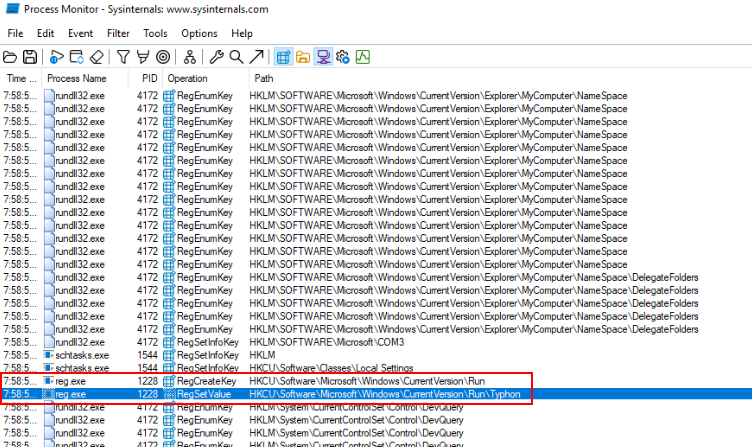 Process Monitor - Sysinternals: www.sysinternals.com
File Edit Event Filter Tools Options Help
Time ... Process Name PID Operation Path
7:58:5... rundll32.exe 4172 RegEnumKey HKLM\SOFTWARE\Microsoft\Windows\CurrentVersion\Explorer\MyComputer\NameSpace
7:58:5... rundll32.exe 4172 RegEnumKey HKLM\SOFTWARE\Microsoft\Windows\CurrentVersion\Explorer\MyComputer\NameSpace
7:58:5... rundll32.exe 4172 RegEnumKey HKLM\SOFTWARE\Microsoft\Windows\CurrentVersion\Explorer\MyComputer\NameSpace
7:58:5... rundll32.exe 4172 RegEnumKey HKLM\SOFTWARE\Microsoft\Windows\CurrentVersion\Explorer\MyComputer\NameSpace
7:58:5... rundll32.exe 4172 RegEnumKey HKLM\SOFTWARE\Microsoft\Windows\CurrentVersion\Explorer\MyComputer\NameSpace
7:58:5... rundll32.exe 4172 RegEnumKey HKLM\SOFTWARE\Microsoft\Windows\CurrentVersion\Explorer\MyComputer\NameSpace
7:58:5... rundll32.exe 4172 RegEnumKey HKLM\SOFTWARE\Microsoft\Windows\CurrentVersion\Explorer\MyComputer\NameSpace
7:58:5... rundll32.exe 4172 RegEnumKey HKLM\SOFTWARE\Microsoft\Windows\CurrentVersion\Explorer\MyComputer\NameSpace
7:58:5... rundll32.exe 4172 RegEnumKey HKLM\SOFTWARE\Microsoft\Windows\CurrentVersion\Explorer\MyComputer\NameSpace
7:58:5... rundll32.exe 4172 RegEnumKey HKLM\SOFTWARE\Microsoft\Windows\CurrentVersion\Explorer\MyComputer\NameSpace
7:58:5... rundll32.exe 4172 RegEnumKey HKLM\SOFTWARE\Microsoft\Windows\CurrentVersion\Explorer\MyComputer\NameSpace
7:58:5... rundll32.exe 4172 RegEnumKey HKLM\SOFTWARE\Microsoft\Windows\CurrentVersion\Explorer\MyComputer\NameSpace
7:58:5... rundll32.exe 4172 RegEnumKey HKLM\SOFTWARE\Microsoft\Windows\CurrentVersion\Explorer\MyComputer\NameSpace
7:58:5... rundll32.exe 4172 RegEnumKey HKLM\SOFTWARE\Microsoft\Windows\CurrentVersion\Explorer\MyComputer\NameSpace
7:58:5... rundll32.exe 4172 RegEnumKey HKLM\SOFTWARE\Microsoft\Windows\CurrentVersion\Explorer\MyComputer\NameSpace\DelegateFolders
7:58:5... rundll32.exe 4172 RegEnumKey HKLM\SOFTWARE\Microsoft\Windows\CurrentVersion\Explorer\MyComputer\NameSpace\DelegateFolders
7:58:5... rundll32.exe 4172 RegEnumKey HKLM\SOFTWARE\Microsoft\Windows\CurrentVersion\Explorer\MyComputer\NameSpace\DelegateFolders
7:58:5... rundll32.exe 4172 RegEnumKey HKLM\SOFTWARE\Microsoft\Windows\CurrentVersion\Explorer\MyComputer\NameSpace\DelegateFolders
7:58:5... rundll32.exe 4172 RegEnumKey HKLM\SOFTWARE\Microsoft\Windows\CurrentVersion\Explorer\MyComputer\NameSpace\DelegateFolders
7:58:5... rundll32.exe 4172 RegSetInfoKey HKLM\SOFTWARE\Microsoft\COM3
7:58:5... schtasks.exe 1544 RegSetInfoKey HKLM
7:58:5... schtasks.exe 1544 RegSetInfoKey HKCU\Software\Classes\Local Settings
7:58:5... reg.exe 1228 RegCreateKey HKCU\Software\Microsoft\Windows\CurrentVersion\Run
7:58:5... reg.exe 1228 RegSetValue HKCU\Software\Microsoft\Windows\CurrentVersion\Run\Typhon
7:58:5... rundll32.exe 4172 RegEnumKey HKLM\System\CurrentControlSet\Control\DevQuery
7:58:5... rundll32.exe 4172 RegEnumKey HKLM\System\CurrentControlSet\Control\DevQuery
7:58:5... rundll32.exe 4172 RegEnumKey HKLM\System\CurrentControlSet\Control\DevQuery